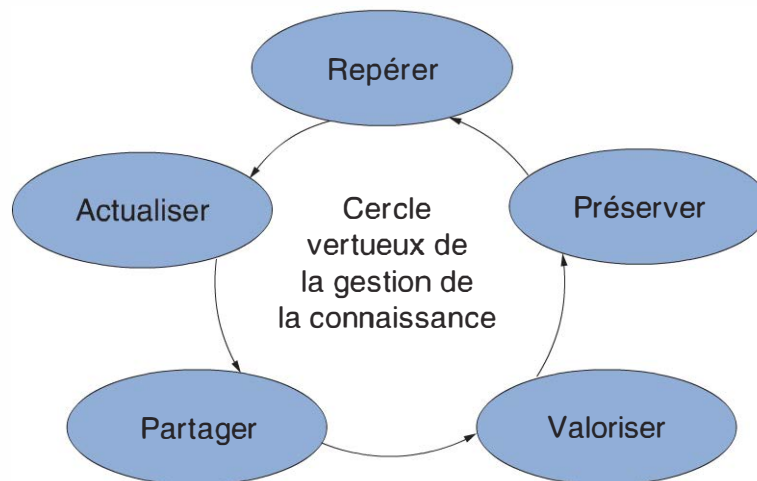 Repérer
Actualiser
Préserver
Cercle
vertueux de
la gestion de
la connaissance
Partager
Valoriser